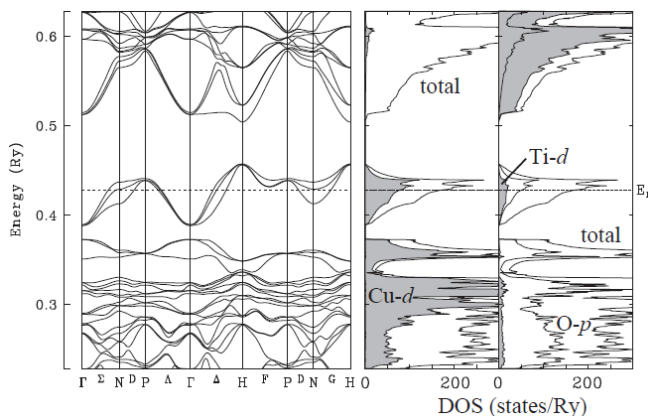 0.6
0.5
0.4
0.3
Energy (Ry)
Γ Σ N D P Λ Γ Δ H F P D N G H
total
Ti-d
E
total
Cu-d
O-p
0 200 0 200
DOS (states/Ry)